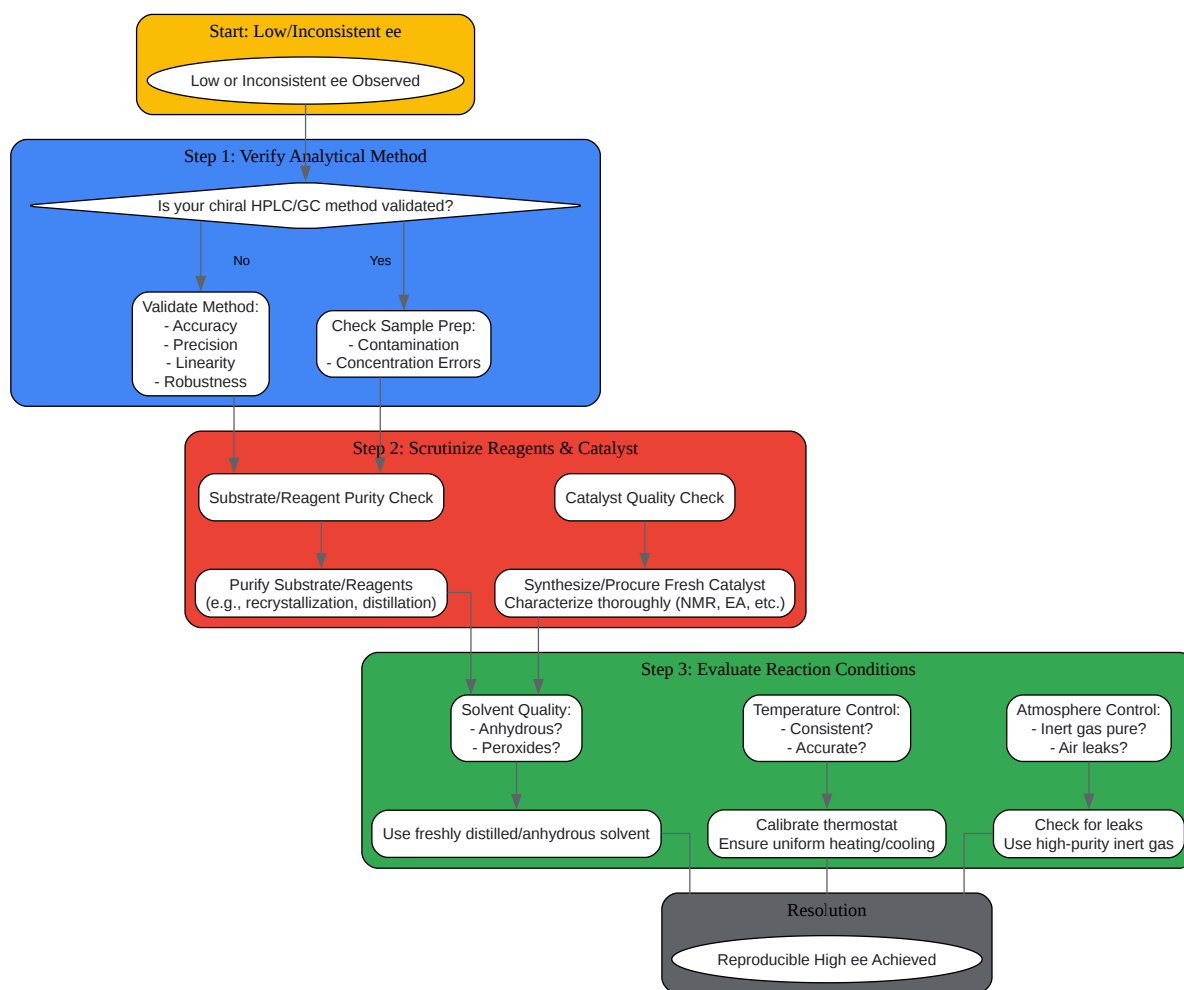 Start: Low/Inconsistent ee
Low or Inconsistent ee Observed
Step 1: Verify Analytical Method
Is your chiral HPLC/GC method validated?
No
Yes
Validate Method:
- Accuracy
- Precision
- Linearity
- Robustness
Check Sample Prep:
- Contamination
- Concentration Errors
Step 2: Scrutinize Reagents & Catalyst
Substrate/Reagent Purity Check
Catalyst Quality Check
Purify Substrate/Reagents
(e.g., recrystallization, distillation)
Synthesize/Procure Fresh Catalyst
Characterize thoroughly (NMR, EA, etc.)
Step 3: Evaluate Reaction Conditions
Solvent Quality:
- Anhydrous?
- Peroxides?
Temperature Control:
- Consistent?
- Accurate?
Atmosphere Control:
- Inert gas pure?
- Air leaks?
Use freshly distilled/anhydrous solvent
Calibrate thermostat
Ensure uniform heating/cooling
Check for leaks
Use high-purity inert gas
Resolution
Reproducible High ee Achieved